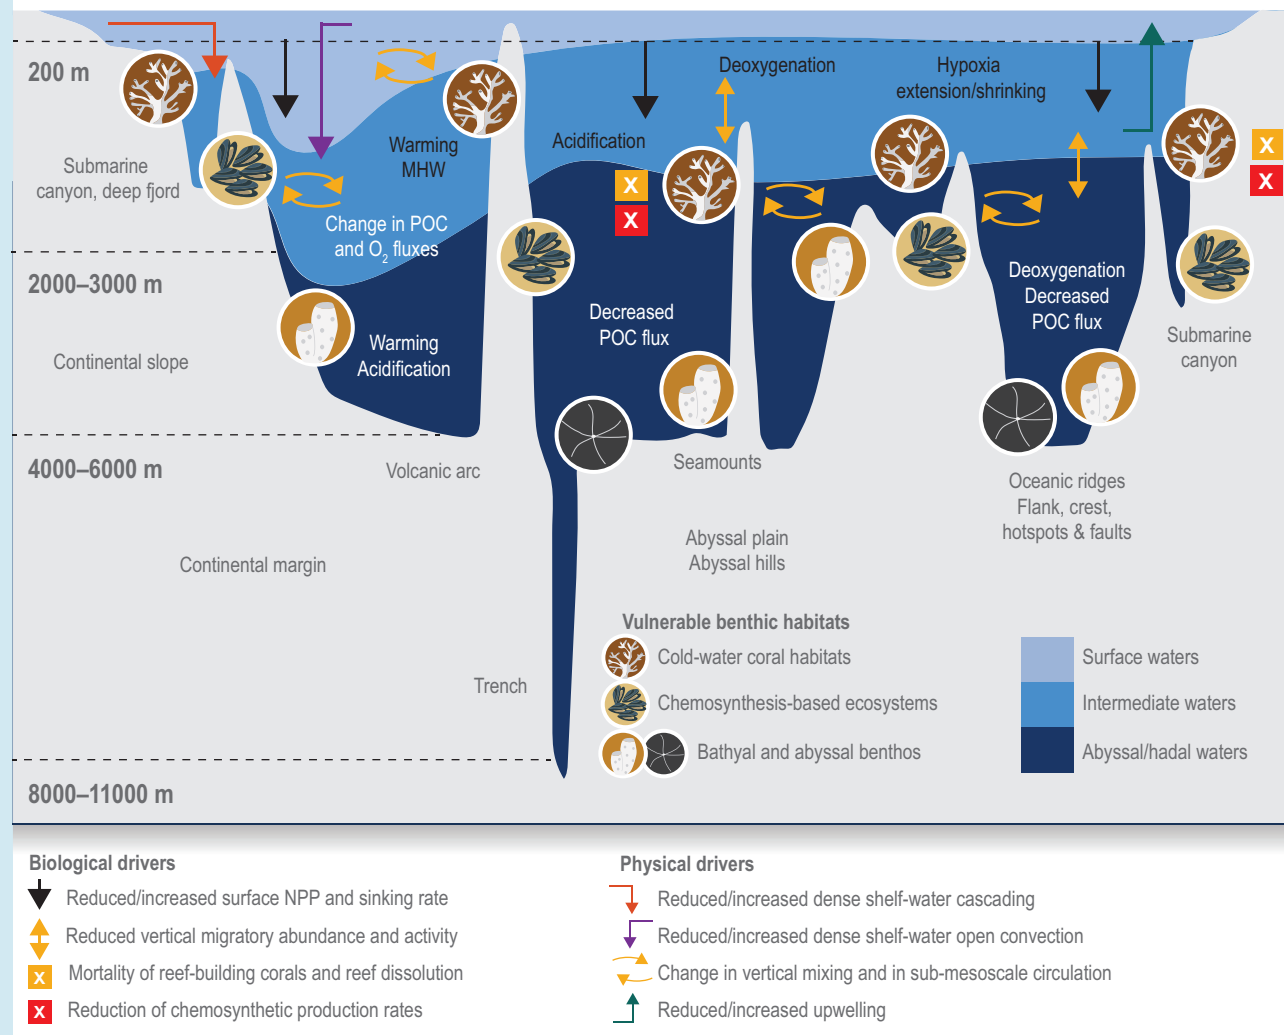 200 m
Deoxygenation
Hypoxia
extension/shrinking
Warming
MHW
Acidification
Submarine
canyon, deep fjord
X
X
X
X
Change in POC
and O2 fluxes
2000–3000 m
Deoxygenation
Decreased
POC flux
Decreased
POC flux
Warming
Acidification
Continental slope
Submarine
canyon
4000–6000 m
Volcanic arc
Seamounts
Oceanic ridges
Flank, crest,
hotspots & faults
Abyssal plain
Abyssal hills
Continental margin
Trench
8000–11000 m
Vulnerable benthic habitats
Cold-water coral habitats
Chemosynthesis-based ecosystems
Bathyal and abyssal benthos
Surface waters
Intermediate waters
Abyssal/hadal waters
Biological drivers
Reduced/increased surface NPP and sinking rate
Reduced vertical migratory abundance and activity
X Mortality of reef-building corals and reef dissolution
X Reduction of chemosynthetic production rates
Physical drivers
Reduced/increased dense shelf-water cascading
Reduced/increased dense shelf-water open convection
Change in vertical mixing and in sub-mesoscale circulation
Reduced/increased upwelling